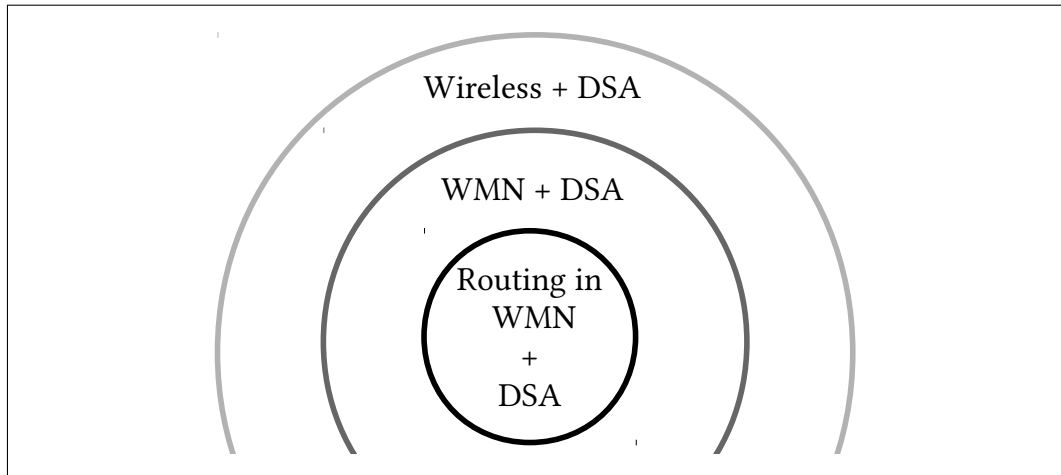 Wireless + DSA
WMN + DSA
Routing in
WMN
+
DSA